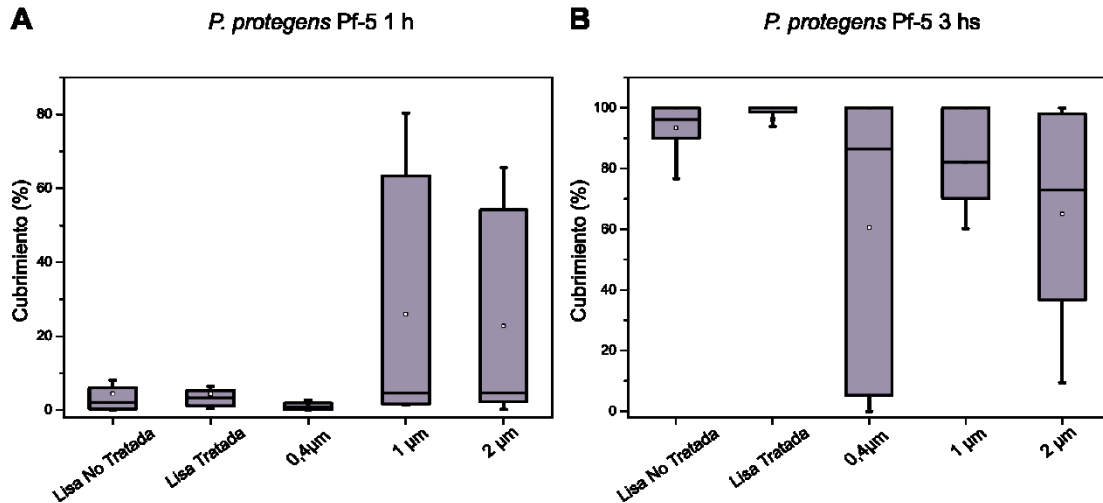 A
P. protegens Pf-5 1 h
Cubrimiento (%)
80
60
40
20
0
Lisa No Tratada
Lisa Tratada
0,4µm
1 µm
2 µm
B
P. protegens Pf-5 3 hs
Cubrimiento (%)
100
80
60
40
20
0
Lisa No Tratada
Lisa Tratada
0,4µm
1 µm
2 µm